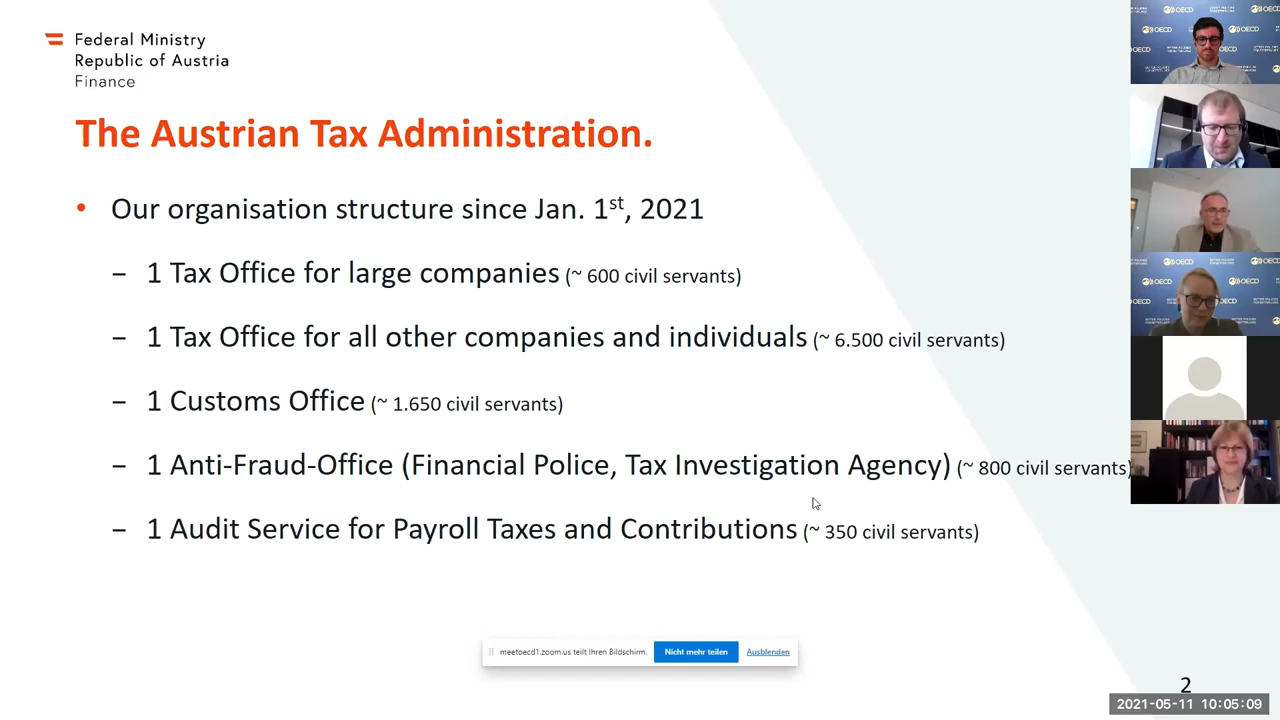 Federal Ministry
Republic of Austria
Finance
The Austrian Tax Administration.
• Our organisation structure since Jan. 1st, 2021
– 1 Tax Office for large companies (~ 600 civil servants)
– 1 Tax Office for all other companies and individuals (~ 6.500 civil servants)
– 1 Customs Office (~ 1.650 civil servants)
– 1 Anti-Fraud-Office (Financial Police, Tax Investigation Agency) (~ 800 civil servants)
– 1 Audit Service for Payroll Taxes and Contributions (~ 350 civil servants)
meetoecd1.zoom.us teilt Ihren Bildschirm. Nicht mehr teilen Ausblenden
2
2021-05-11 10:05:09
OECD
OECD